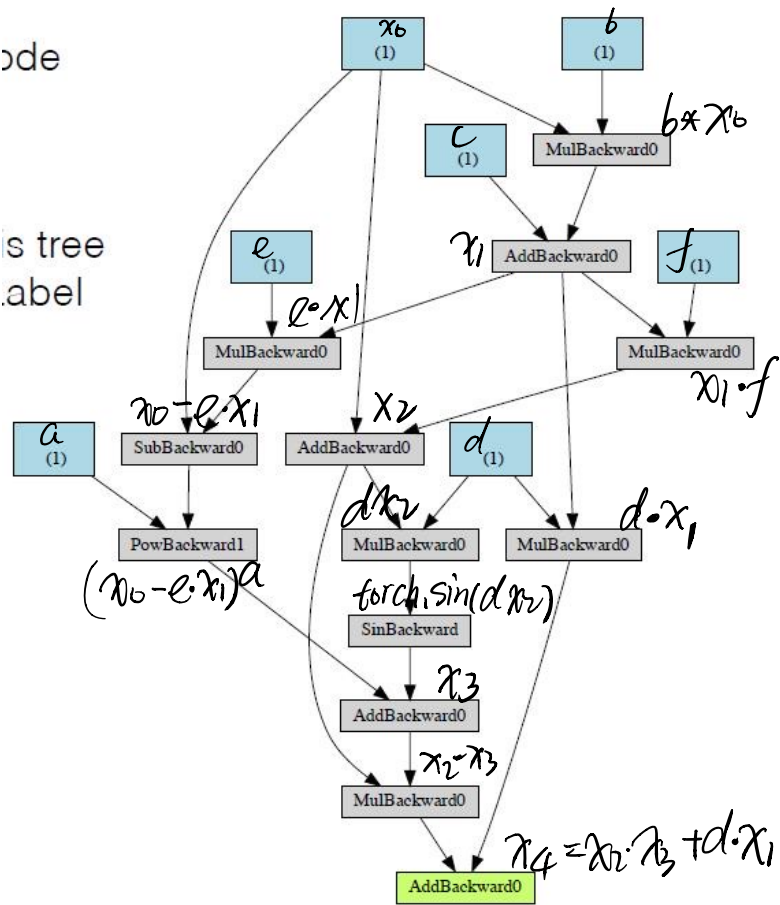 x0 b
ode
(1) (1)
b*x0
c
(1)
MulBackward0
is tree
Label
e
(1)
x1
AddBackward0
f
(1)
e·x1
MulBackward0
MulBackward0
x1·f
x0-e·x1
x2
a
(1)
SubBackward0
AddBackward0
d
(1)
dx2
d·x1
PowBackward1
MulBackward0
MulBackward0
(x0-e·x1)^a
torch.sin(dx2)
SinBackward
x3
AddBackward0
x2-x3
MulBackward0
x4=x2·x3+d·x1
AddBackward0